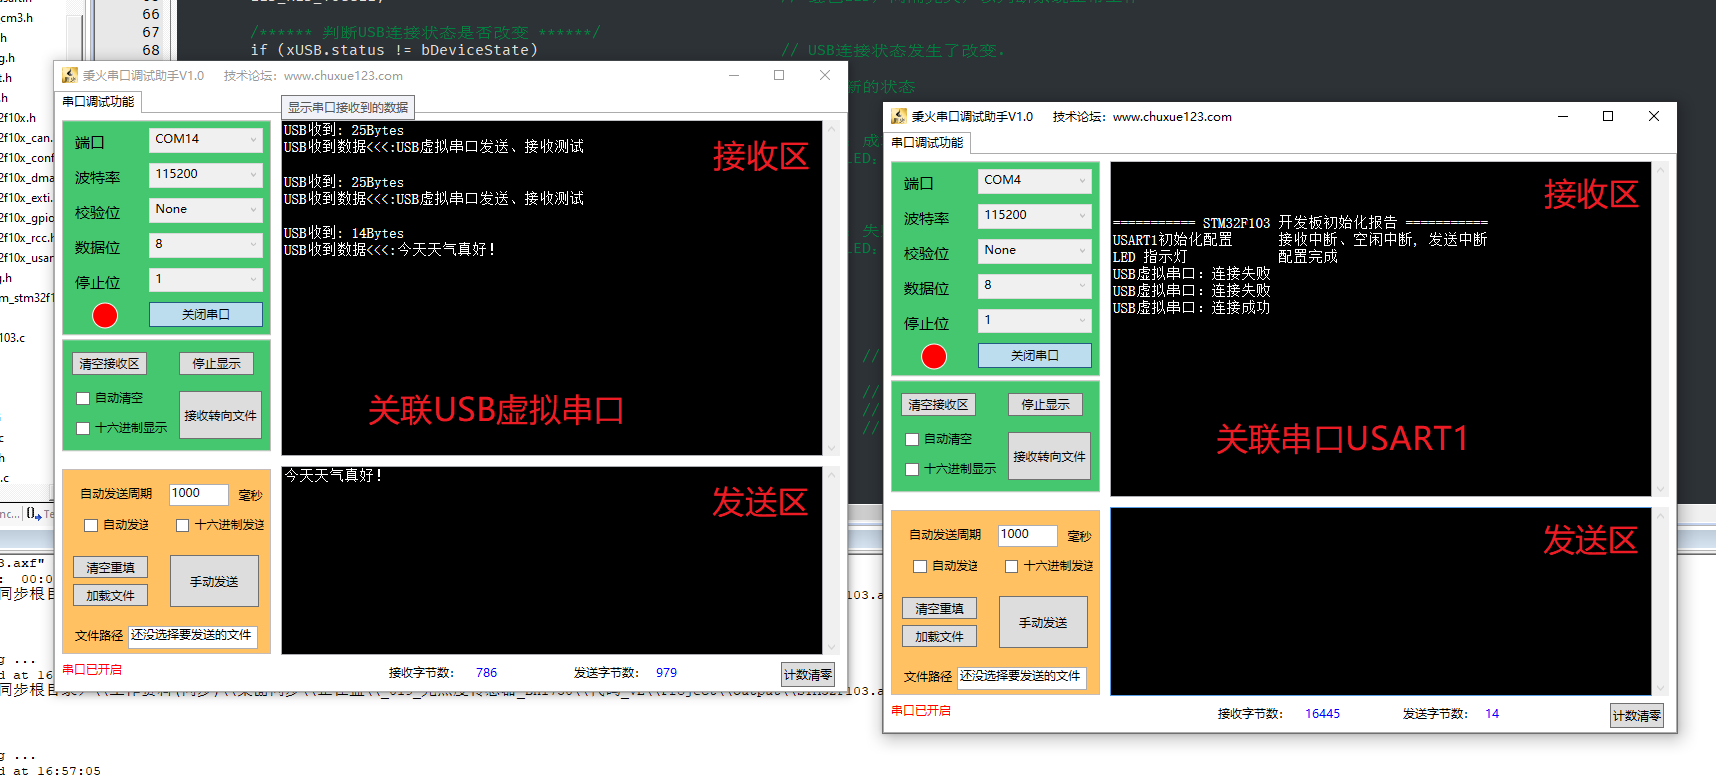 cm3.h
h
g.h
t.h
.h
2f10x.h
2f10x_can.
2f10x_conf
2f10x_dma
2f10x_exti.
2f10x_gpio
2f10x_rcc.h
2f10x_usar
g.h
m_stm32f1
103.c
c
h
.c
66
67
68
/****** 判断USB连接状态是否改变 ******/
if (xUSB.status != bDeviceState)
// USB连接状态发生了改变.
新的状态
成
LED:
失
LED:
//
//
//
//
秉火串口调试助手V1.0 技术论坛：www.chuxue123.com
串口调试功能
显示串口接收到的数据
端口 COM14
波特率 115200
校验位 None
数据位 8
停止位 1
关闭串口
清空接收区 停止显示
自动清空
十六进制显示
接收转向文件
自动发送周期 1000 毫秒
自动发送 十六进制发送
清空重填
加载文件
手动发送
文件路径 还没选择要发送的文件
串口已开启
USB收到: 25Bytes
USB收到数据<<<:USB虚拟串口发送、接收测试
USB收到: 25Bytes
USB收到数据<<<:USB虚拟串口发送、接收测试
USB收到: 14Bytes
USB收到数据<<<:今天天气真好!
接收区
关联USB虚拟串口
今天天气真好!
发送区
接收字节数: 786 发送字节数: 979 计数清零
秉火串口调试助手V1.0 技术论坛：www.chuxue123.com
串口调试功能
端口 COM4
波特率 115200
校验位 None
数据位 8
停止位 1
关闭串口
清空接收区 停止显示
自动清空
十六进制显示
接收转向文件
自动发送周期 1000 毫秒
自动发送 十六进制发送
清空重填
加载文件
手动发送
文件路径 还没选择要发送的文件
串口已开启
=========== STM32F103 开发板初始化报告 ===========
USART1初始化配置 接收中断、空闲中断, 发送中断
LED 指示灯 配置完成
USB虚拟串口: 连接失败
USB虚拟串口: 连接失败
USB虚拟串口: 连接成功
接收区
关联串口USART1
发送区
接收字节数: 16445 发送字节数: 14 计数清零
nc... {} Te
3.axf"
: 00:0
同步根目
103.a
g ...
d at 16
g ...
d at 16:57:05